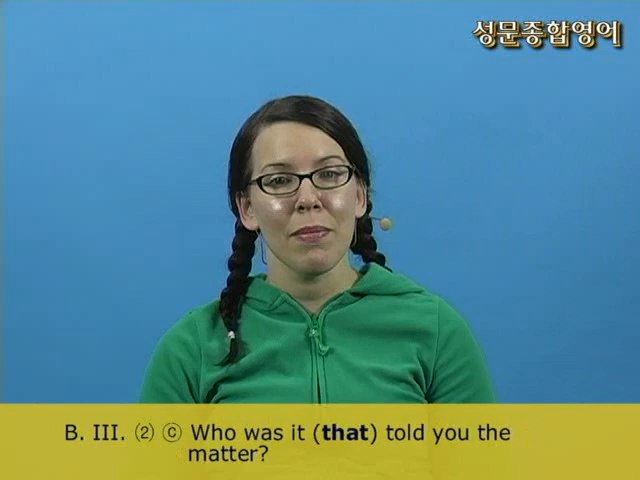 성문종합영어
B. III. ⑵ ⓒ Who was it (that) told you the
matter?